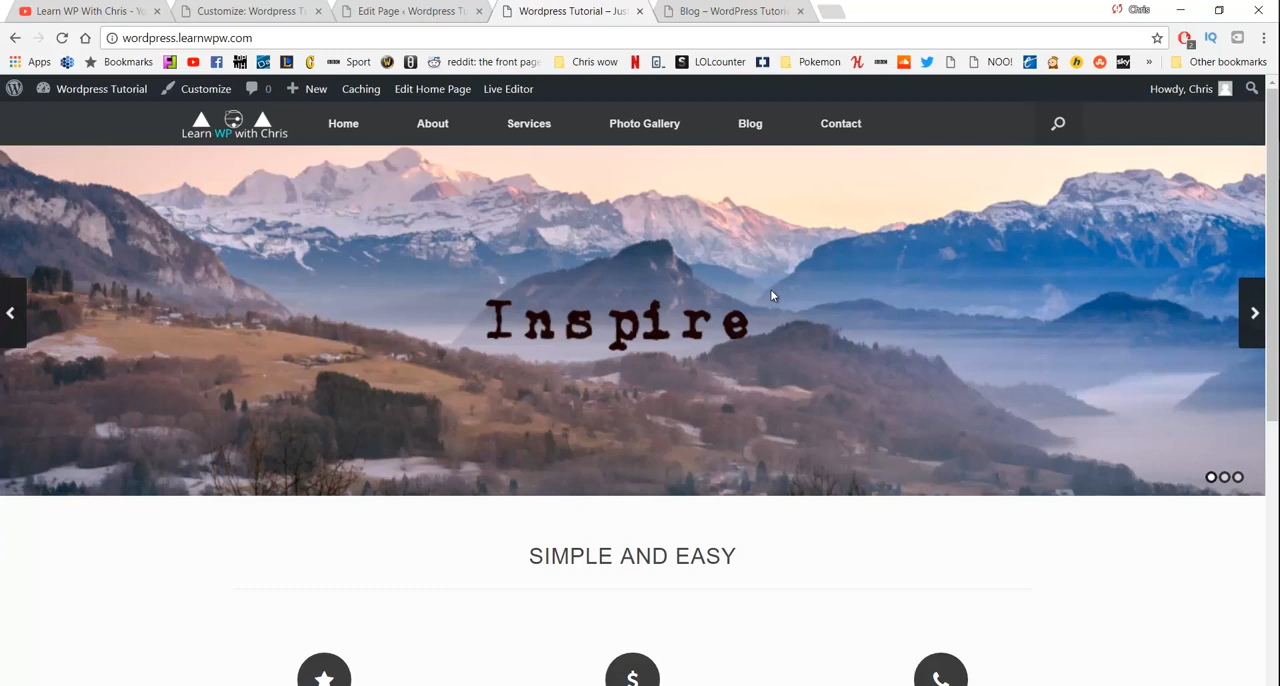 Learn WP With Chris - Yo
Customize: Wordpress T
Edit Page ‹ Wordpress Tu
Wordpress Tutorial – Jus
Blog – WordPress Tutori
Chris
wordpress.learnwpw.com
Apps
Bookmarks
Sport
reddit: the front page
Chris wow
LOLcounter
Pokemon
NOO!
sky
»
Other bookmarks
Wordpress Tutorial
Customize
0
New
Caching
Edit Home Page
Live Editor
Howdy, Chris
Learn WP with Chris
Home
About
Services
Photo Gallery
Blog
Contact
Inspire
SIMPLE AND EASY
$